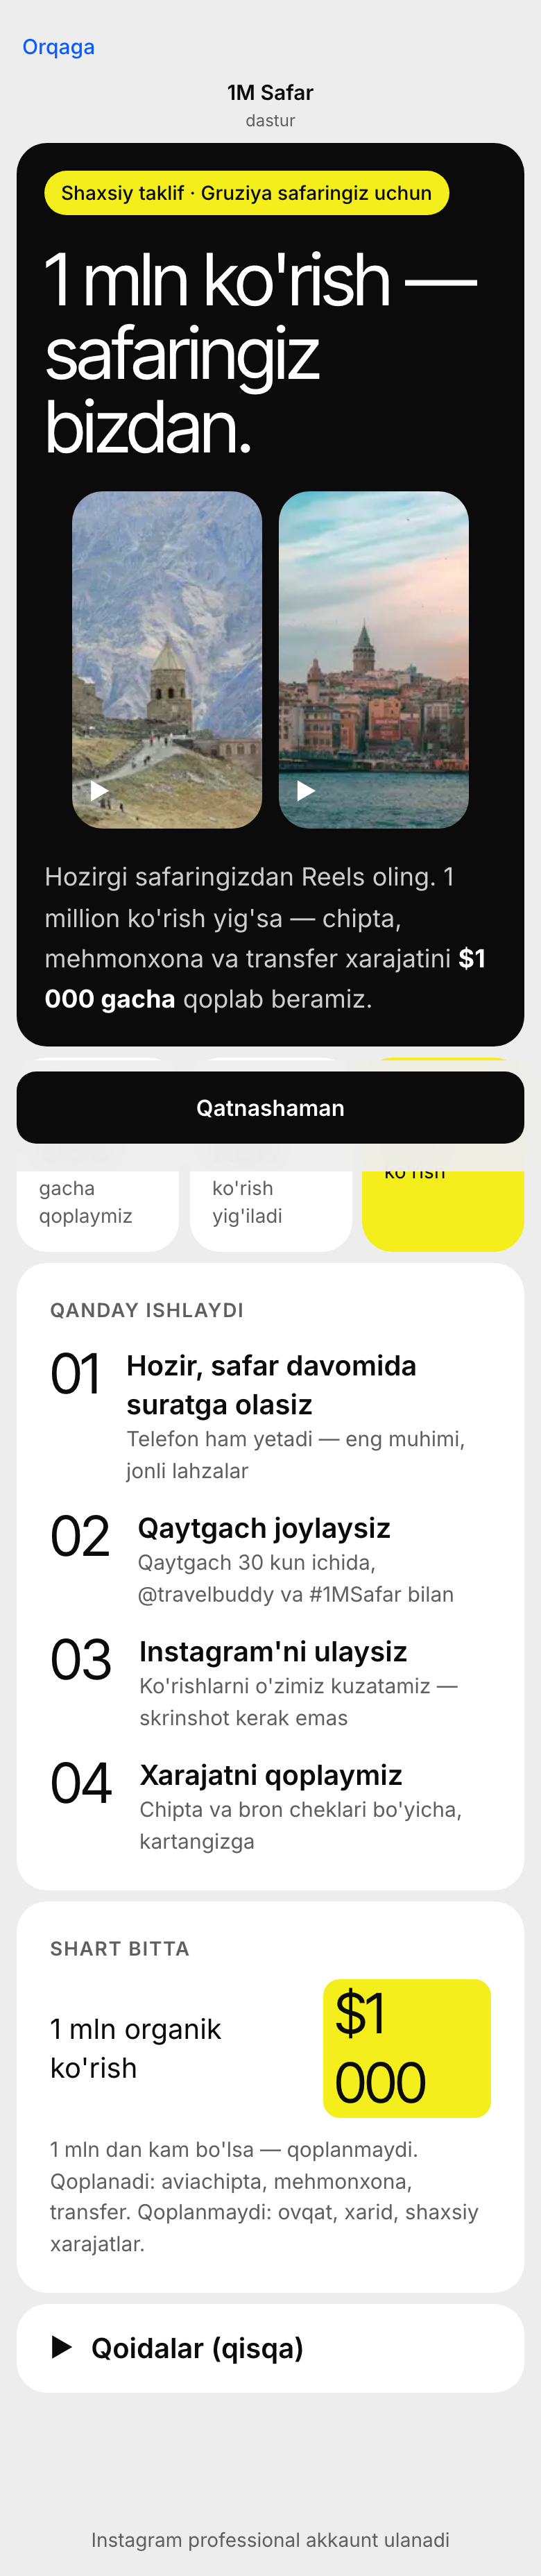 Orqaga
1M Safar
dastur
Shaxsiy taklif · Gruziya safaringiz uchun
1 mln ko'rish —
safaringiz
bizdan.
Hozirgi safaringizdan Reels oling. 1
million ko'rish yig'sa — chipta,
mehmonxona va transfer xarajatini $1
000 gacha qoplab beramiz.
Qatnashaman
gacha
qoplaymiz
ko'rish
yig'iladi
ko'rish
QANDAY ISHLAYDI
01 Hozir, safar davomida
suratga olasiz
Telefon ham yetadi — eng muhimi,
jonli lahzalar
02 Qaytgach joylaysiz
Qaytgach 30 kun ichida,
@travelbuddy va #1MSafar bilan
03 Instagram'ni ulaysiz
Ko'rishlarni o'zimiz kuzatamiz —
skrinshot kerak emas
04 Xarajatni qoplaymiz
Chipta va bron cheklari bo'yicha,
kartangizga
SHART BITTA
1 mln organik
ko'rish
$1
000
1 mln dan kam bo'lsa — qoplanmaydi.
Qoplanadi: aviachipta, mehmonxona,
transfer. Qoplanmaydi: ovqat, xarid, shaxsiy
xarajatlar.
Qoidalar (qisqa)
Instagram professional akkaunt ulanadi